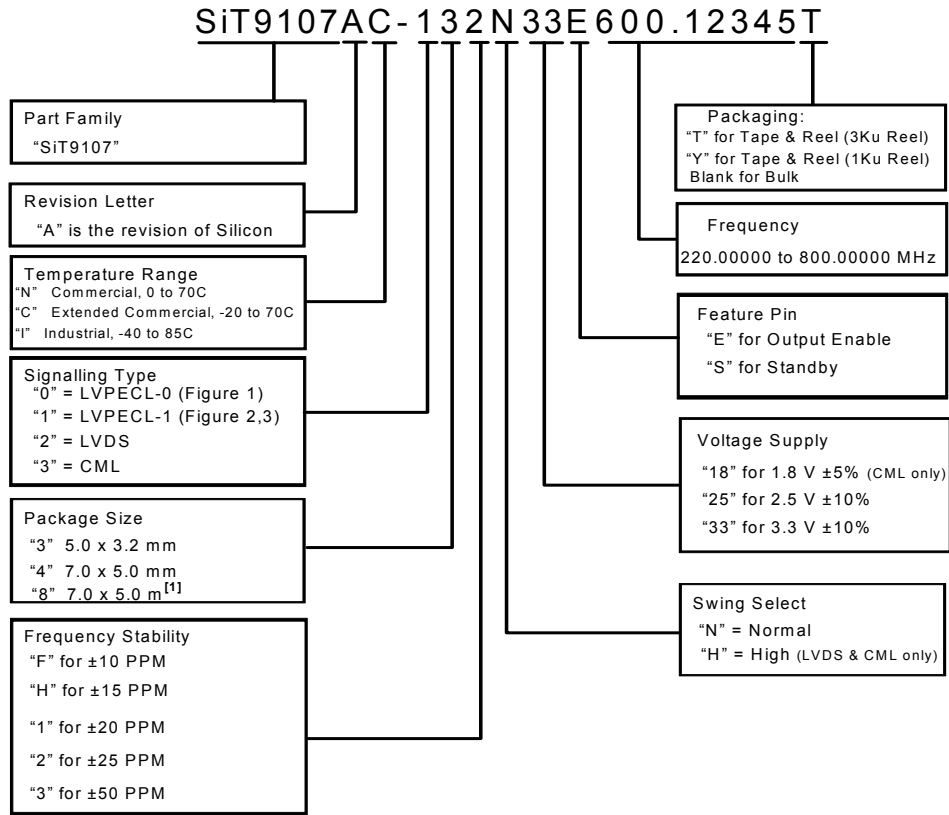 SiT9107AC-132N33E600.12345T
Part Family
“SiT9107”
Revision Letter
“A” is the revision of Silicon
Temperature Range
“N” Commercial, 0 to 70C
“C” Extended Commercial, -20 to 70C
“I” Industrial, -40 to 85C
Signalling Type
“0” = LVPECL-0 (Figure 1)
“1” = LVPECL-1 (Figure 2,3)
“2” = LVDS
“3” = CML
Package Size
“3” 5.0 x 3.2 mm
“4” 7.0 x 5.0 mm
“8” 7.0 x 5.0 m[1]
Frequency Stability
“F” for ±10 PPM
“H” for ±15 PPM
“1” for ±20 PPM
“2” for ±25 PPM
“3” for ±50 PPM
Packaging:
“T” for Tape & Reel (3Ku Reel)
“Y” for Tape & Reel (1Ku Reel)
Blank for Bulk
Frequency
220.00000 to 800.00000 MHz
Feature Pin
“E” for Output Enable
“S” for Standby
Voltage Supply
“18” for 1.8 V ±5% (CML only)
“25” for 2.5 V ±10%
“33” for 3.3 V ±10%
Swing Select
“N” = Normal
“H” = High (LVDS & CML only)